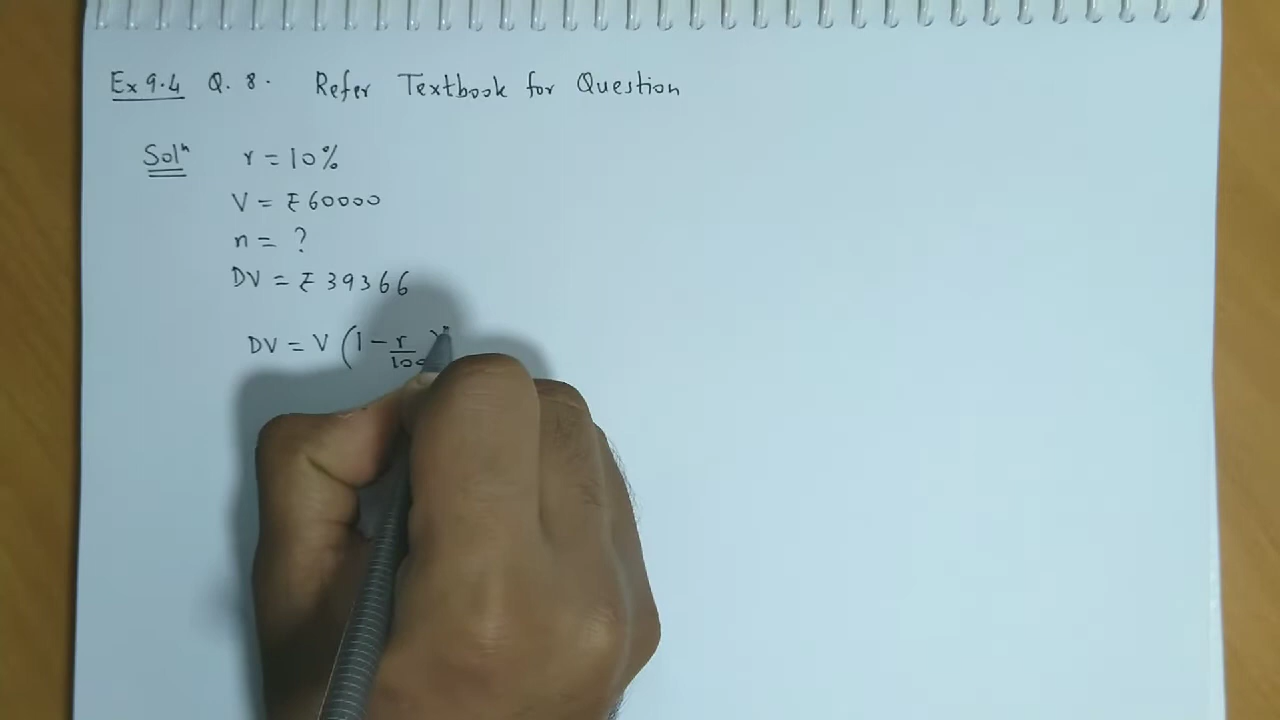 Ex 9.4 Q. 8. Refer Textbook for Question
Solⁿ r = 10%
V = ₹60000
n = ?
DV = ₹39366
DV = V (1 - r/100)ⁿ